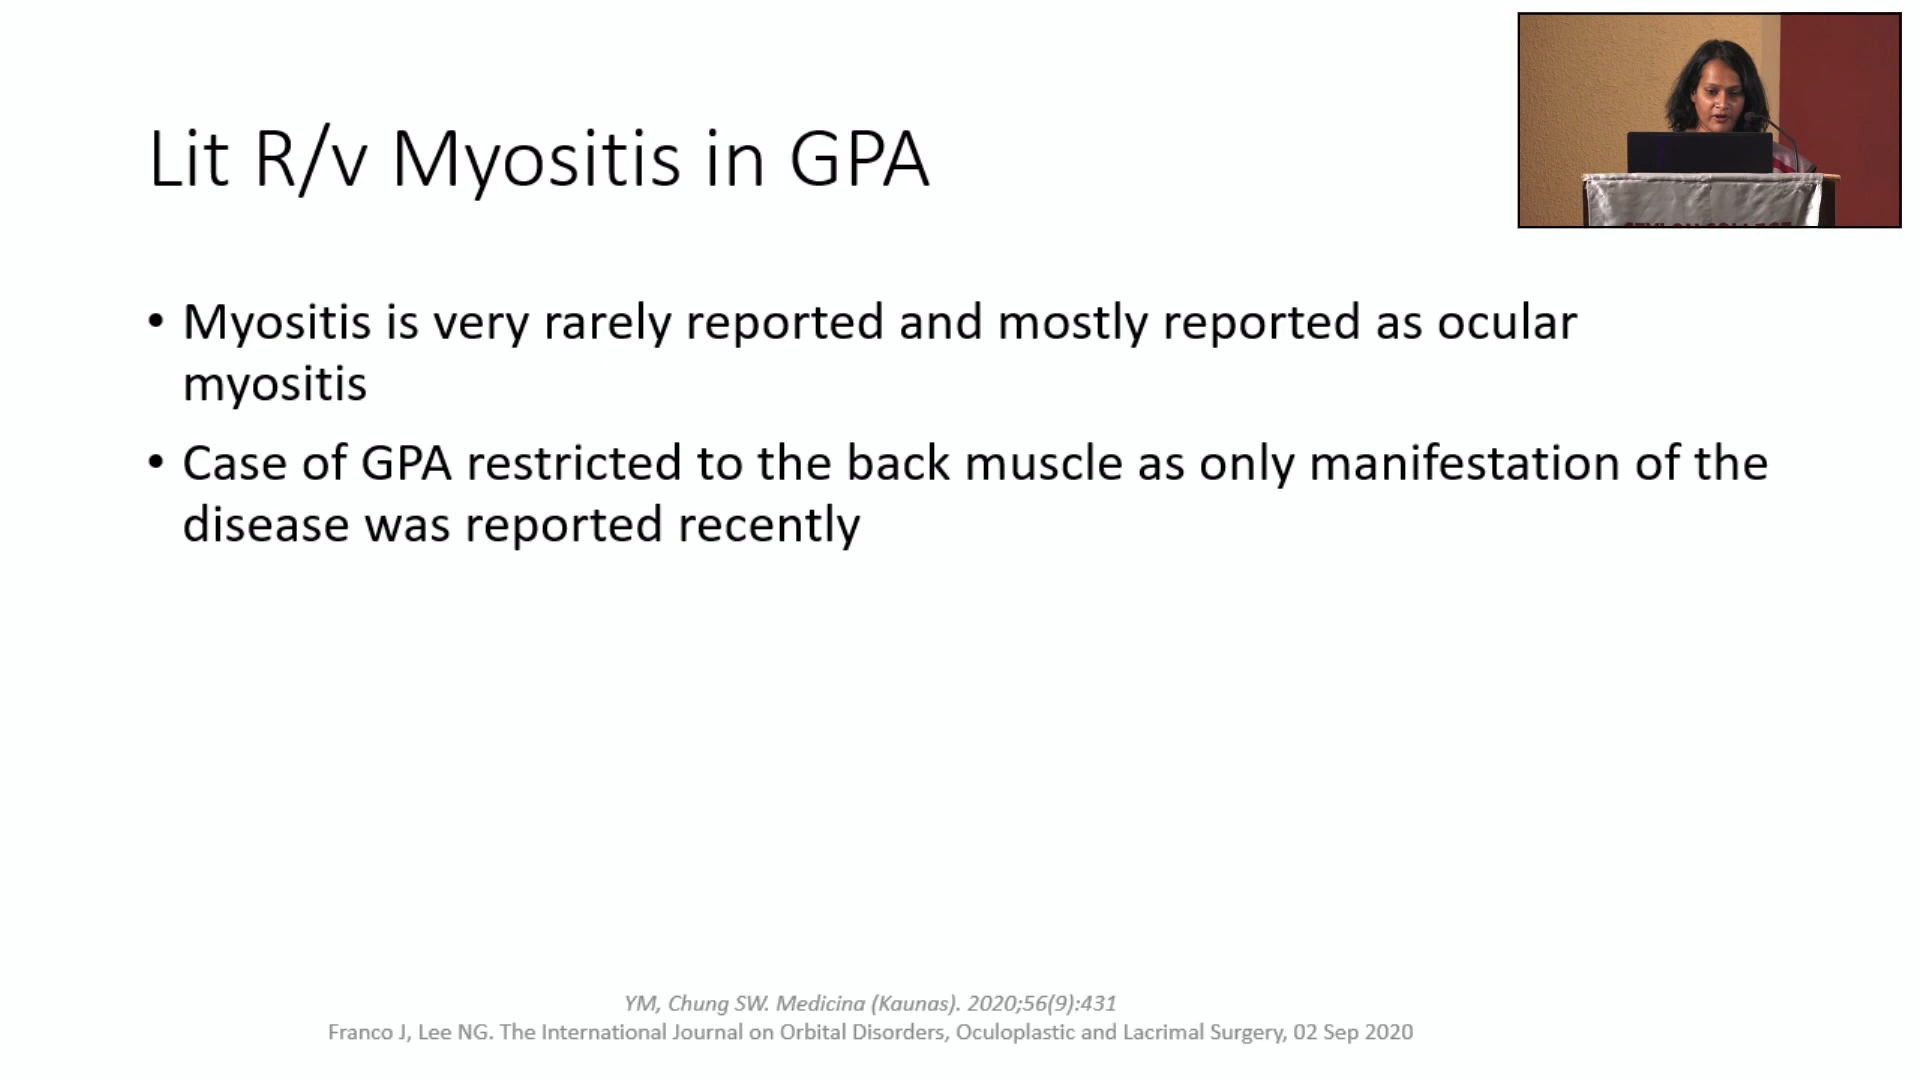 Lit R/v Myositis in GPA
• Myositis is very rarely reported and mostly reported as ocular
myositis
• Case of GPA restricted to the back muscle as only manifestation of the
disease was reported recently
YM, Chung SW. Medicina (Kaunas). 2020;56(9):431
Franco J, Lee NG. The International Journal on Orbital Disorders, Oculoplastic and Lacrimal Surgery, 02 Sep 2020